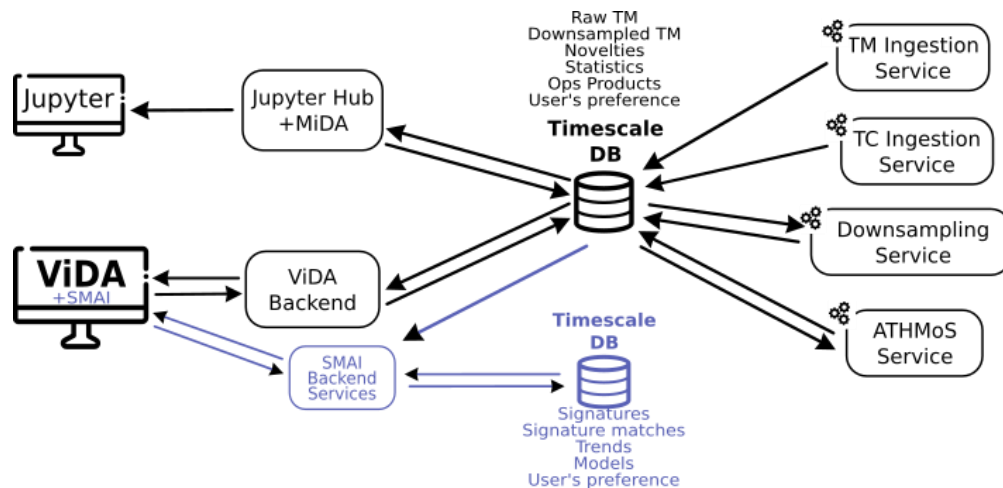 Raw TM
Downsampled TM
Novelties
Statistics
Ops Products
User's preference
Timescale
DB
Jupyter
Jupyter Hub
+MiDA
TM Ingestion
Service
TC Ingestion
Service
Downsampling
Service
ATHMoS
Service
ViDA
+SMAI
ViDA
Backend
SMAI
Backend
Services
Timescale
DB
Signatures
Signature matches
Trends
Models
User's preference